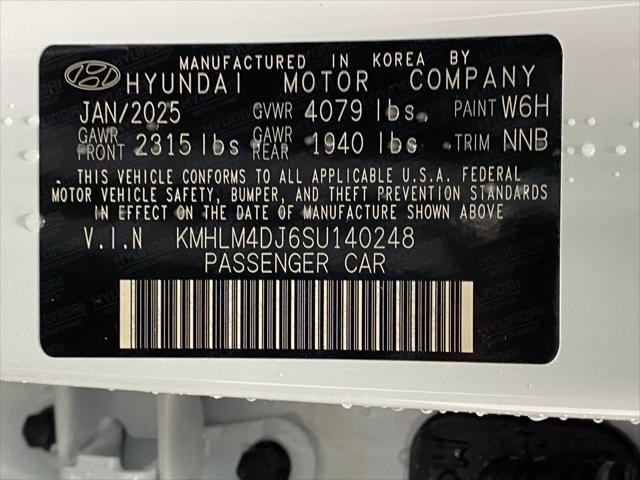 MANUFACTURED IN KOREA BY
HYUNDAI MOTOR COMPANY
JAN/2025 GVWR 4079 lbs PAINT W6H
GAWR FRONT 2315 lbs GAWR REAR 1940 lbs TRIM NNB
THIS VEHICLE CONFORMS TO ALL APPLICABLE U.S.A. FEDERAL
MOTOR VEHICLE SAFETY, BUMPER, AND THEFT PREVENTION STANDARDS
IN EFFECT ON THE DATE OF MANUFACTURE SHOWN ABOVE
V.I.N KMHLM4DJ6SU140248
PASSENGER CAR